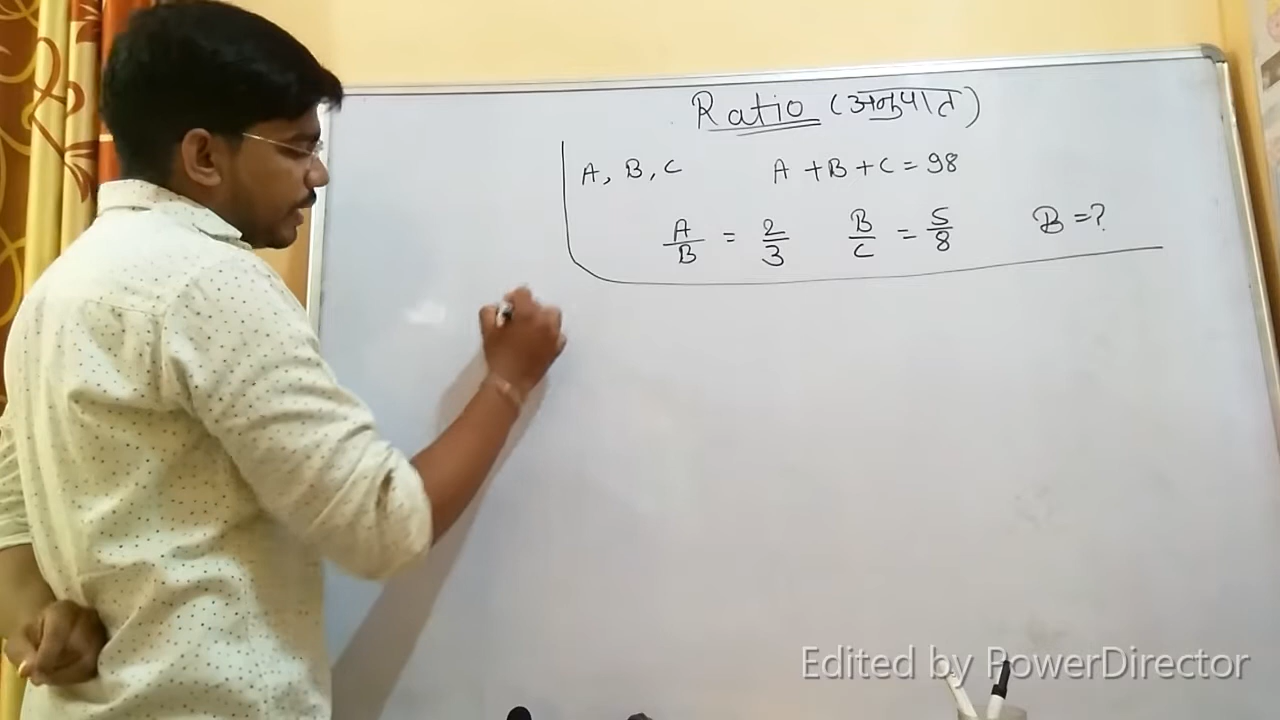 Ratio (अनुपात)
A, B, C A + B + C = 98
A/B = 2/3 B/C = 5/8 B = ?
Edited by PowerDirector